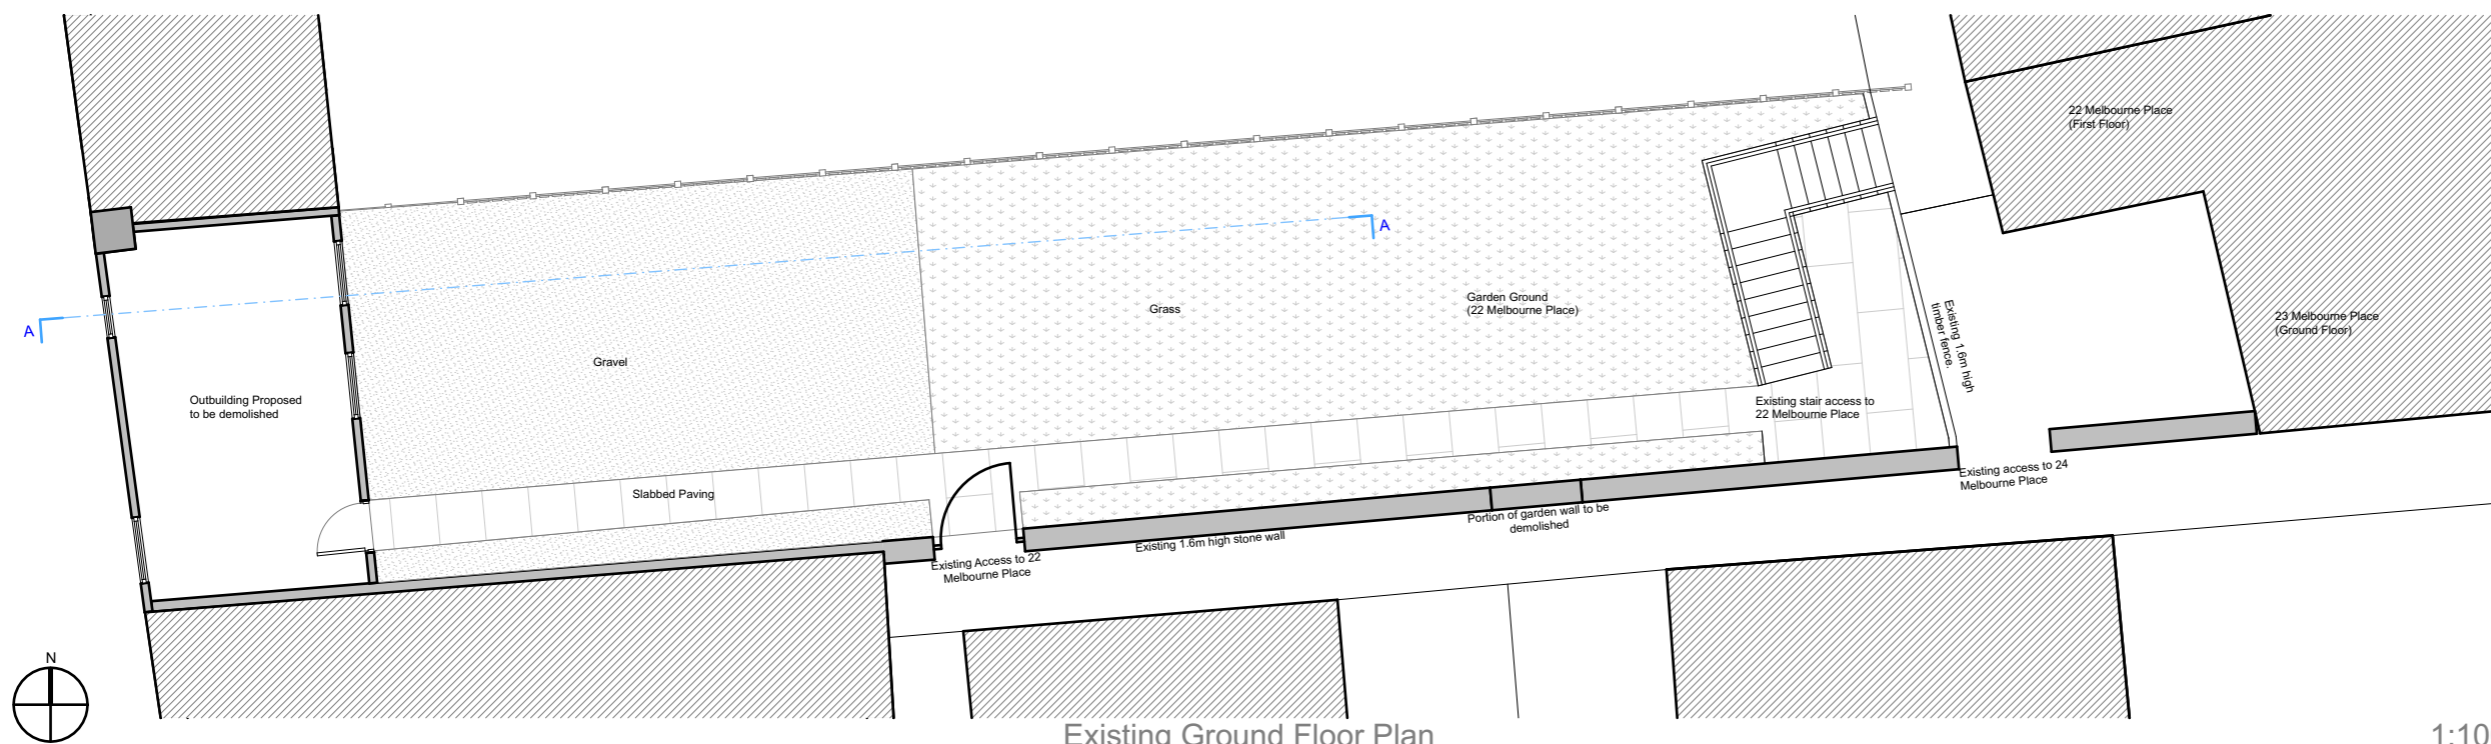 22 Melbourne Place
(First Floor)
A
Existing 1.6m high
timber fence.
Garden Ground
(22 Melbourne Place)
Grass
23 Melbourne Place
(Ground Floor)
A
Gravel
Outbuilding Proposed
to be demolished
Existing stair access to
22 Melbourne Place
Slabbed Paving
Existing access to 24
Melbourne Place
Portion of garden wall to be
demolished
Existing 1.6m high stone wall
Existing Access to 22
Melbourne Place
N
Existing Ground Floor Plan
1:10